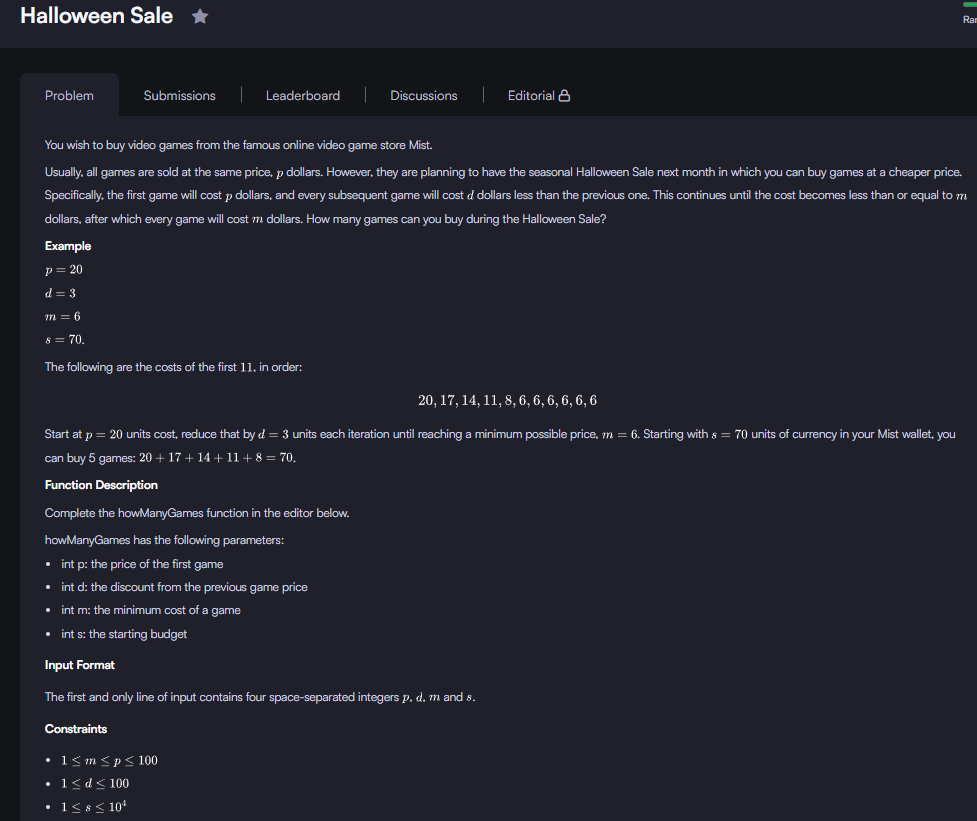 Halloween Sale
Ran
Problem
Submissions
Leaderboard
Discussions
Editorial
You wish to buy video games from the famous online video game store Mist.
Usually, all games are sold at the same price, p dollars. However, they are planning to have the seasonal Halloween Sale next month in which you can buy games at a cheaper price.
Specifically, the first game will cost p dollars, and every subsequent game will cost d dollars less than the previous one. This continues until the cost becomes less than or equal to m
dollars, after which every game will cost m dollars. How many games can you buy during the Halloween Sale?
Example
p = 20
d = 3
m = 6
s = 70.
The following are the costs of the first 11, in order:
20, 17, 14, 11, 8, 6, 6, 6, 6, 6, 6
Start at p = 20 units cost, reduce that by d = 3 units each iteration until reaching a minimum possible price, m = 6. Starting with s = 70 units of currency in your Mist wallet, you
can buy 5 games: 20 + 17 + 14 + 11 + 8 = 70.
Function Description
Complete the howManyGames function in the editor below.
howManyGames has the following parameters:
• int p: the price of the first game
• int d: the discount from the previous game price
• int m: the minimum cost of a game
• int s: the starting budget
Input Format
The first and only line of input contains four space-separated integers p, d, m and s.
Constraints
• 1 ≤ m ≤ p ≤ 100
• 1 ≤ d ≤ 100
• 1 ≤ s ≤ 10⁴